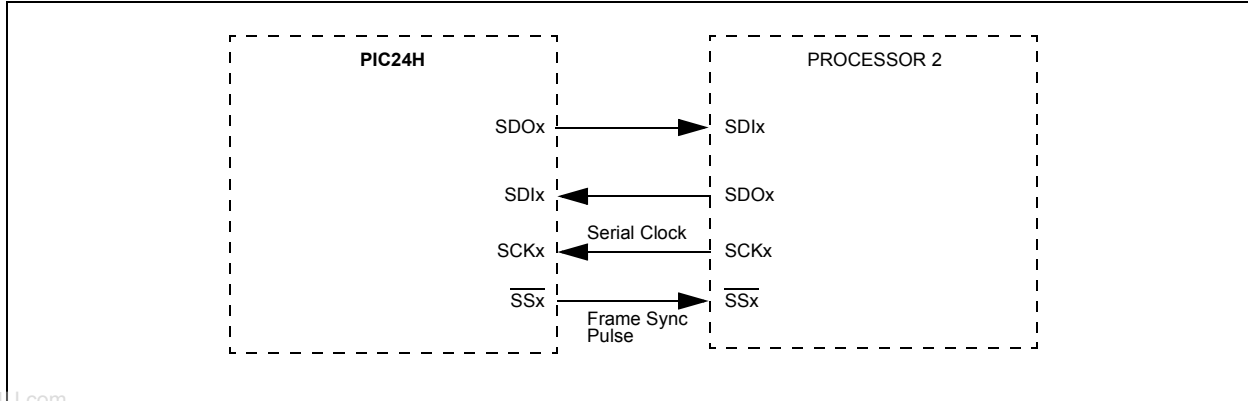 PIC24H
PROCESSOR 2
SDOx
SDIx
SDIx
SDOx
Serial Clock
SCKx
SCKx
SSx
SSx
Frame Sync
Pulse